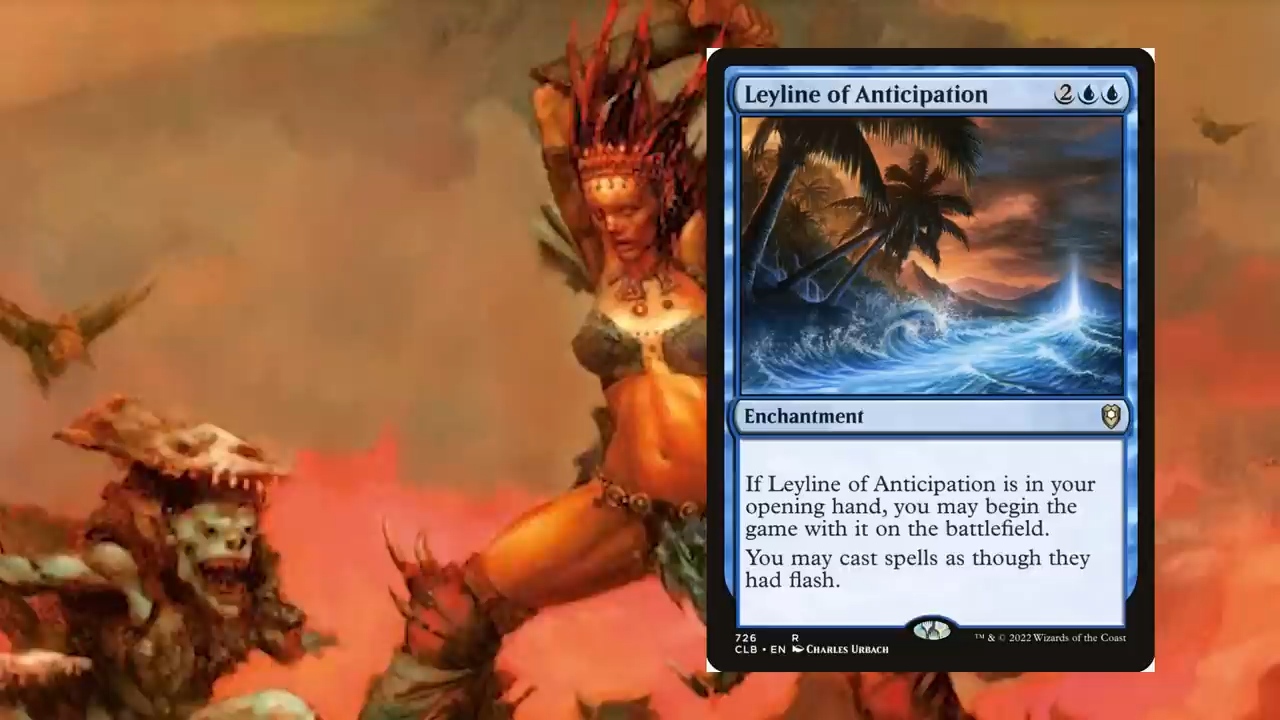 Leyline of Anticipation 2
Enchantment
If Leyline of Anticipation is in your
opening hand, you may begin the
game with it on the battlefield.
You may cast spells as though they
had flash.
726 R
CLB • EN Charles Urbach
™ & © 2022 Wizards of the Coast